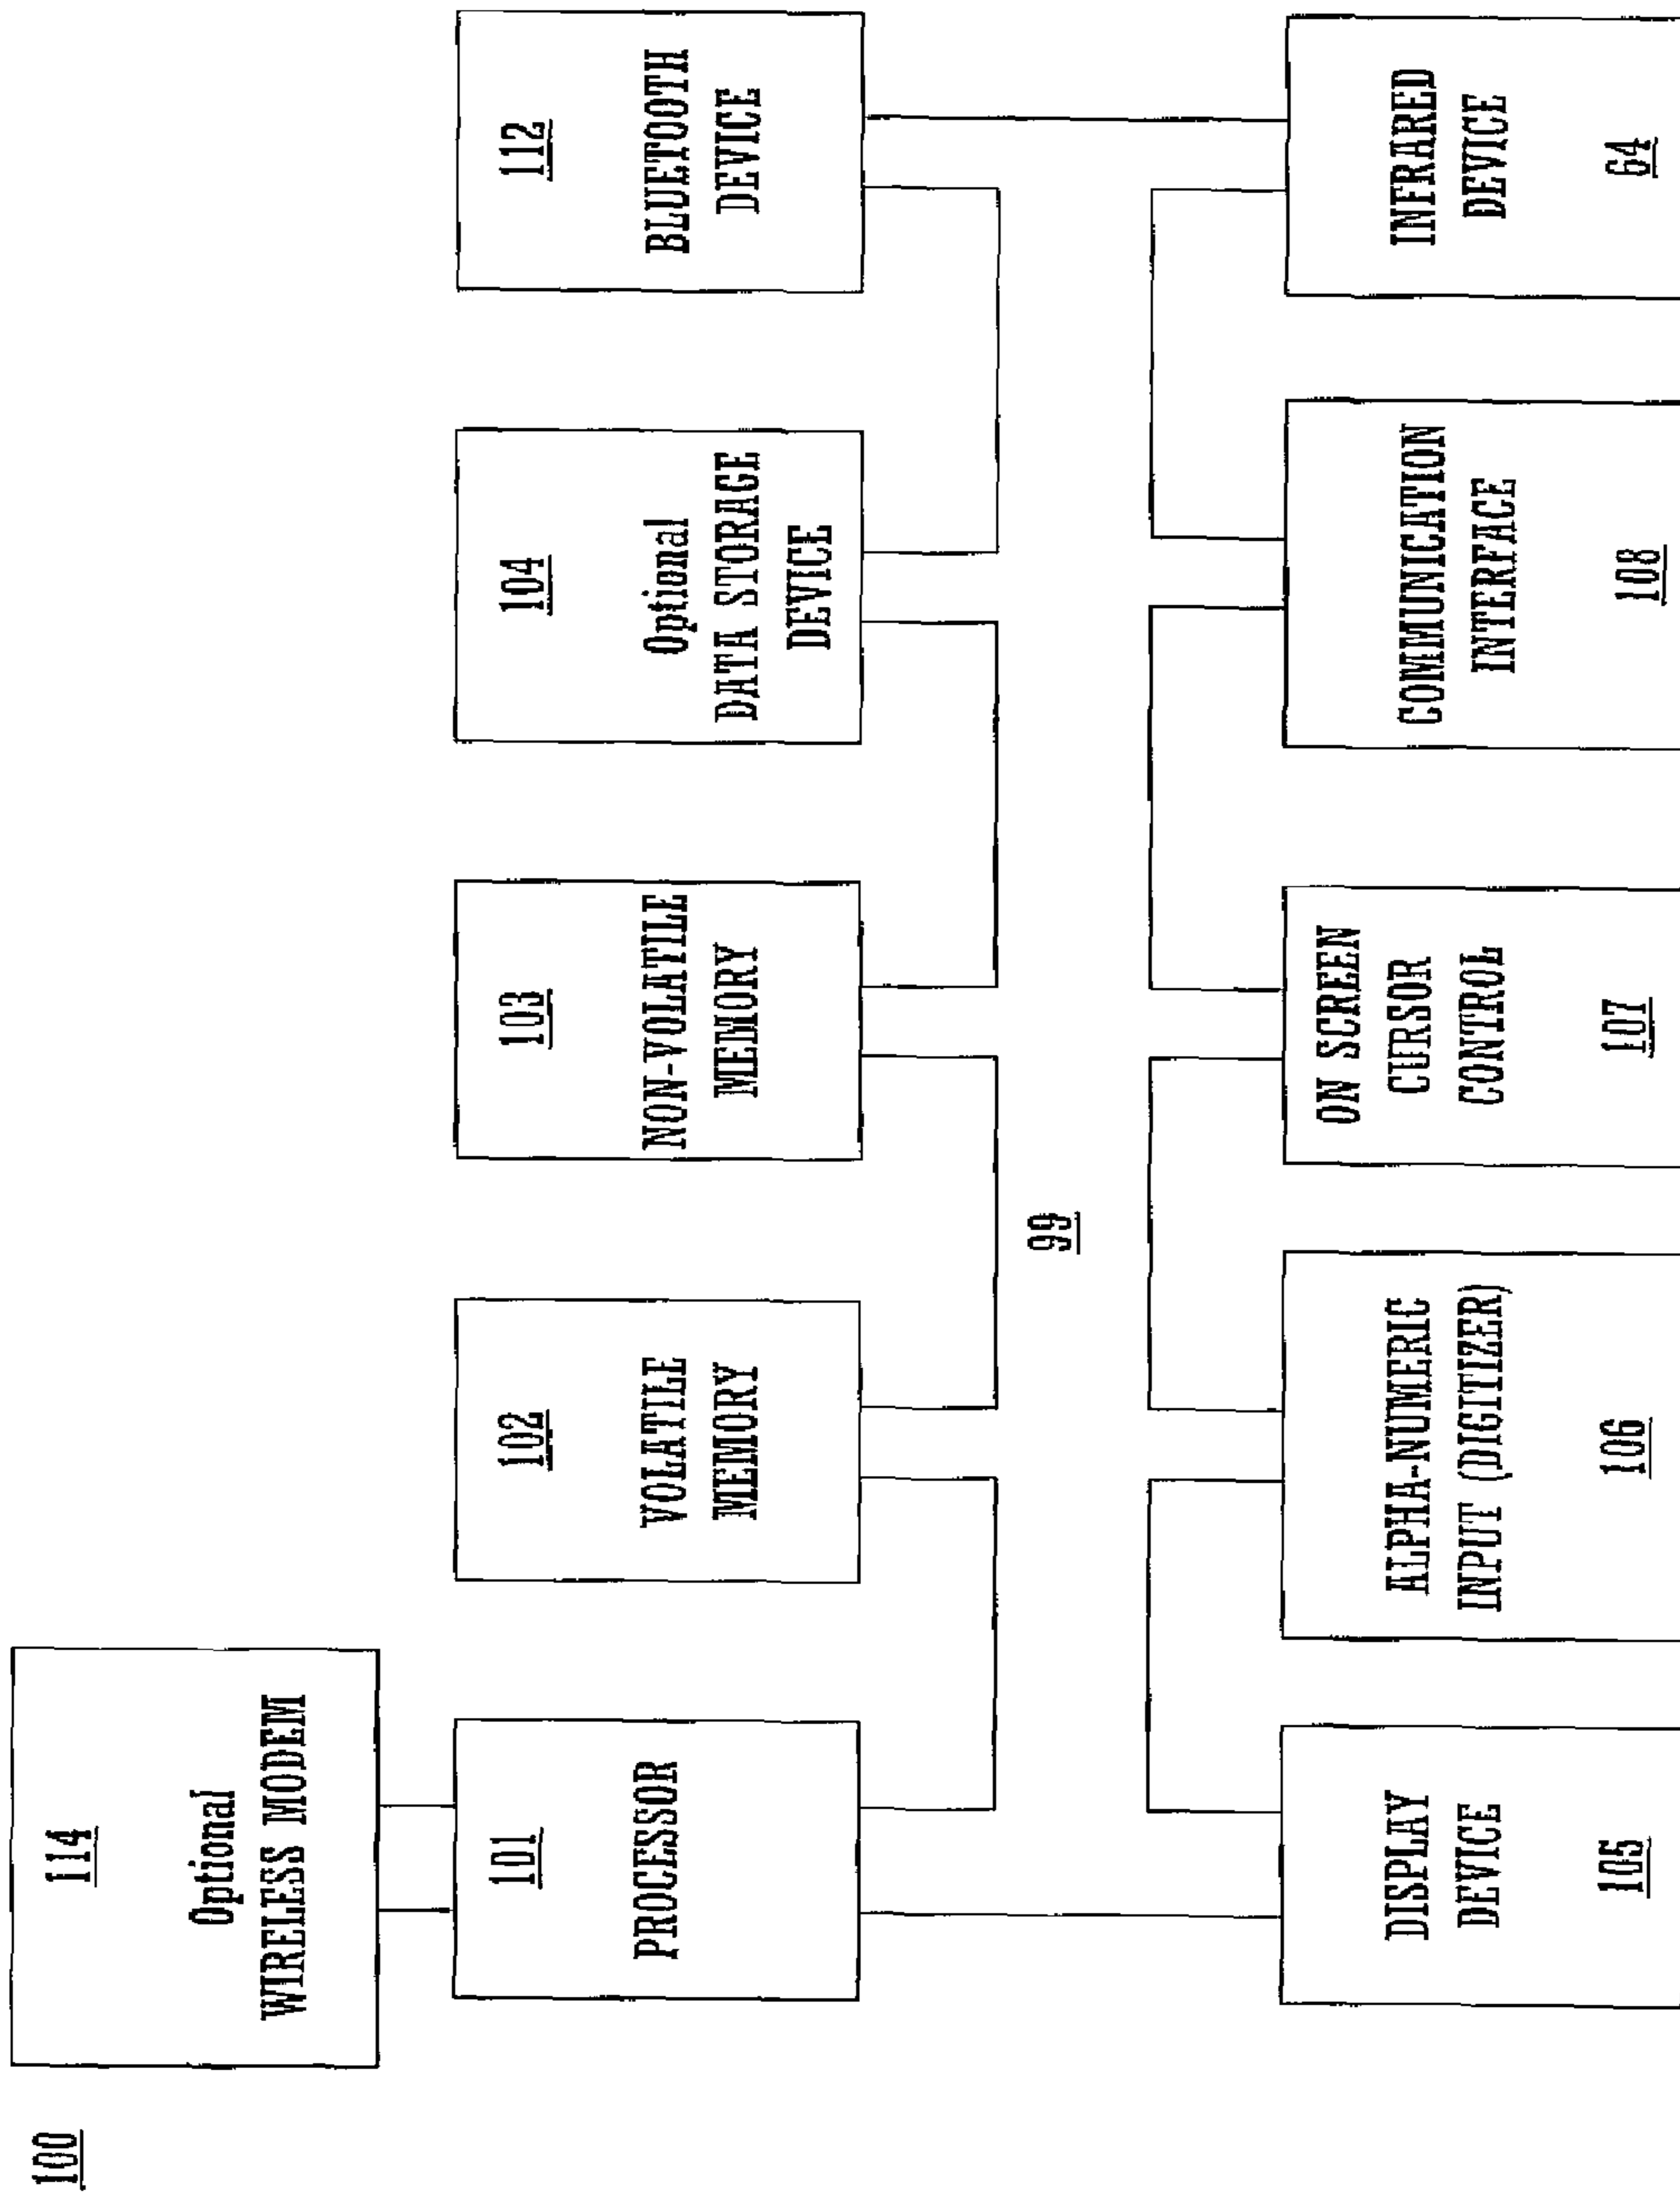 100
114
Optional
WIRELESS MODEM
101
PROCESSOR
102
VOLATILE
MEMORY
103
NON-VOLATILE
MEMORY
104
Optional
DATA STORAGE
DEVICE
112
BLUETOOTH
DEVICE
99
DISPLAY
DEVICE
105
ALPHA-NUMERIC
INPUT (DIGITIZER)
106
ON SCREEN
CURSOR
CONTROL
107
COMMUNICATION
INTERFACE
108
INFRARED
DEVICE
64